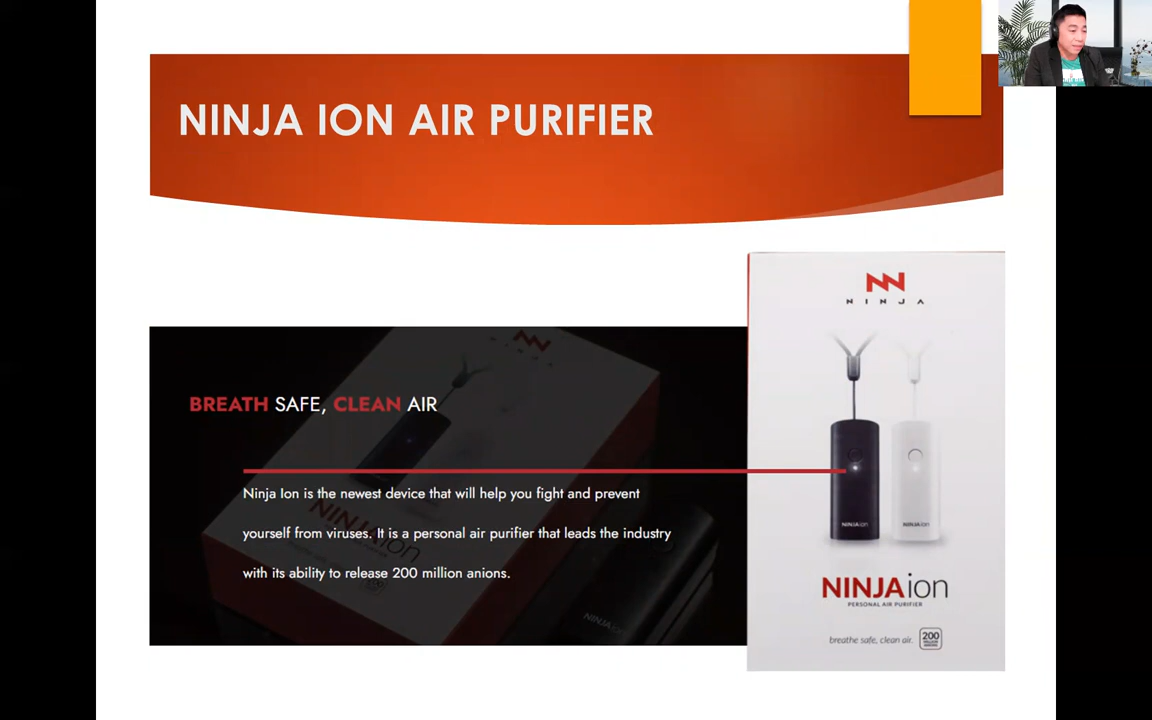 NINJA ION AIR PURIFIER
BREATH SAFE, CLEAN AIR
Ninja Ion is the newest device that will help you fight and prevent
yourself from viruses. It is a personal air purifier that leads the industry
with its ability to release 200 million anions.
NINJA
NINJAion
NINJAion
NINJAion
PERSONAL AIR PURIFIER
breathe safe, clean air.
200